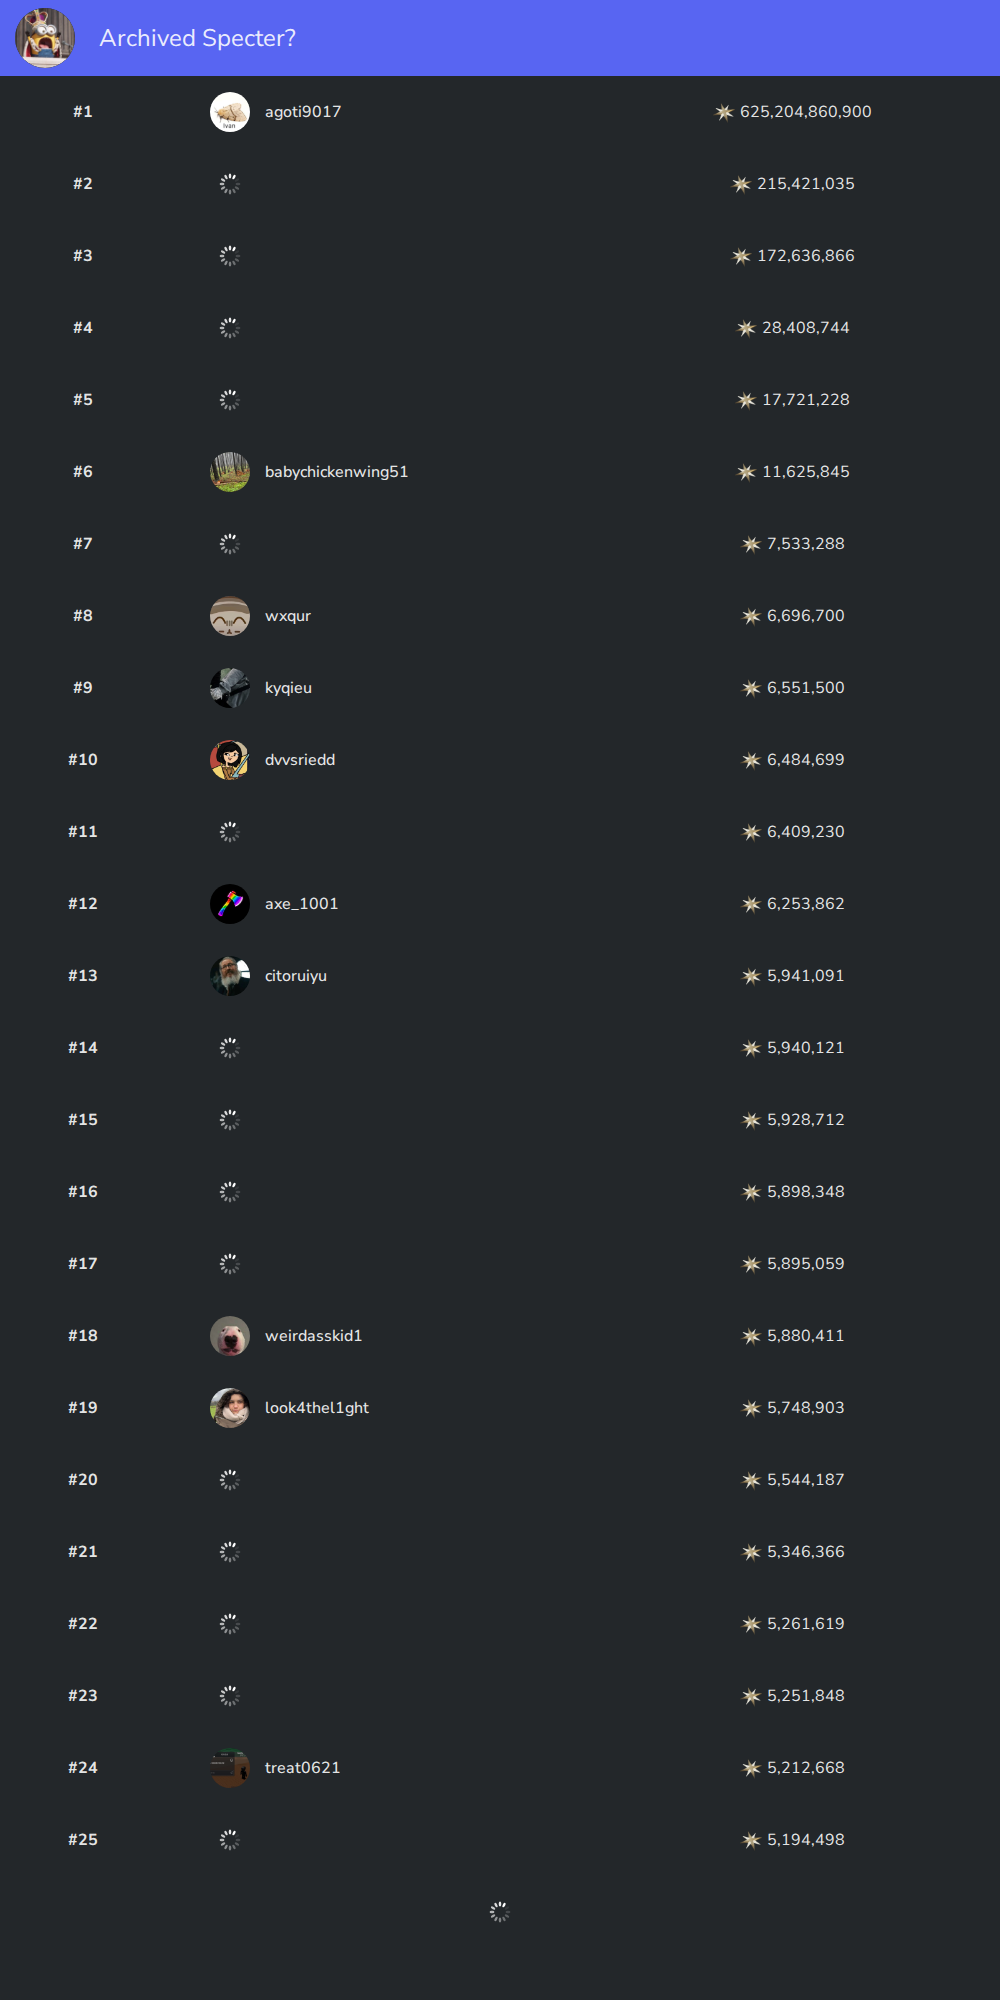 Archived Specter?
#1 agoti9017 625,204,860,900
ivan
#2 215,421,035
#3 172,636,866
#4 28,408,744
#5 17,721,228
#6 babychickenwing51 11,625,845
#7 7,533,288
#8 wxqur 6,696,700
#9 kyqieu 6,551,500
#10 dvvsriedd 6,484,699
#11 6,409,230
#12 axe_1001 6,253,862
#13 citoruiyu 5,941,091
#14 5,940,121
#15 5,928,712
#16 5,898,348
#17 5,895,059
#18 weirdasskid1 5,880,411
#19 look4thel1ght 5,748,903
#20 5,544,187
#21 5,346,366
#22 5,261,619
#23 5,251,848
#24 treat0621 5,212,668
#25 5,194,498